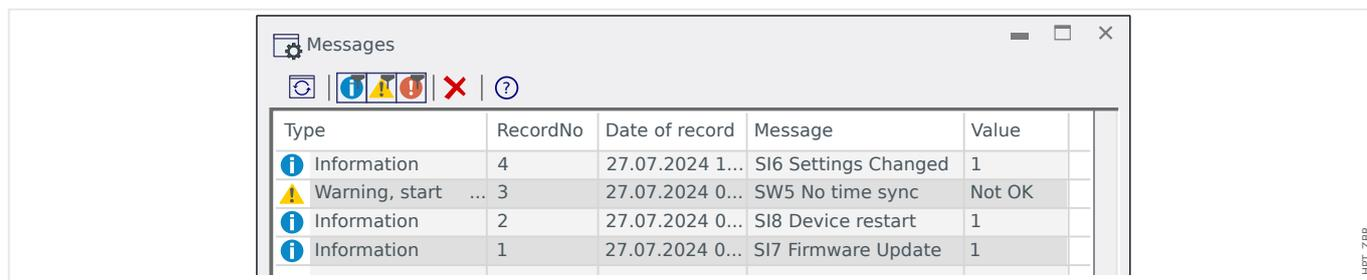 Messages
Type RecordNo Date of record Message Value
Information 4 27.07.2024 1... SI6 Settings Changed 1
Warning, start ... 3 27.07.2024 0... SW5 No time sync Not OK
Information 2 27.07.2024 0... SI8 Device restart 1
Information 1 27.07.2024 0... SI7 Firmware Update 1